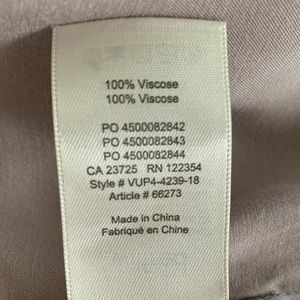 100% Viscose
100% Viscose
PO 4500082842
PO 4500082843
PO 4500082844
CA 23725 RN 122354
Style # VUP4-4239-18
Article # 66273
Made in China
Fabriqué en Chine